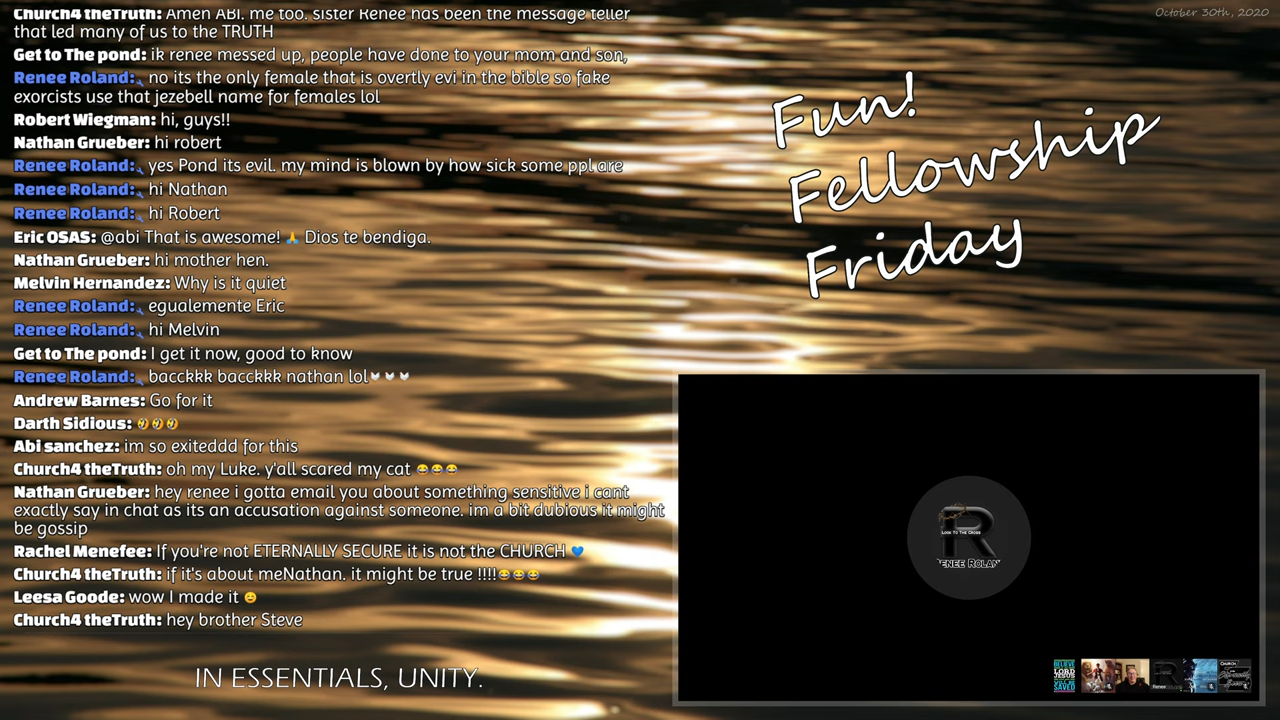 Church4 theTruth: Amen ABI. me too. sister Renee has been the message teller
that led many of us to the TRUTH
Get to The pond: ik renee messed up, people have done to your mom and son,
Renee Roland: no its the only female that is overtly evi in the bible so fake
exorcists use that jezebell name for females lol
Robert Wiegman: hi, guys!!
Nathan Grueber: hi robert
Renee Roland: yes Pond its evil. my mind is blown by how sick some ppl are
Renee Roland: hi Nathan
Renee Roland: hi Robert
Eric OSAS: @abi That is awesome! 🙏 Dios te bendiga.
Nathan Grueber: hi mother hen.
Melvin Hernandez: Why is it quiet
Renee Roland: egualemente Eric
Renee Roland: hi Melvin
Get to The pond: I get it now, good to know
Renee Roland: bacckkk bacckkk nathan lol🐔🐔🐔
Andrew Barnes: Go for it
Darth Sidious: 🤣🤣🤣
Abi sanchez: im so exiteddd for this
Church4 theTruth: oh my Luke. y'all scared my cat 😂😂😂
Nathan Grueber: hey renee i gotta email you about something sensitive i cant
exactly say in chat as its an accusation against someone. im a bit dubious it might
be gossip
Rachel Menefee: If you're not ETERNALLY SECURE it is not the CHURCH 💙
Church4 theTruth: if it's about meNathan. it might be true !!!!😂😂😂
Leesa Goode: wow I made it 😊
Church4 theTruth: hey brother Steve
IN ESSENTIALS, UNITY.
October 30th, 2020
Fun!
Fellowship
Friday
R
LOOK TO THE CROSS
RENEE ROLAN
BELIEVE
LORD
JESUS
SAVED
Renee
CHURCH